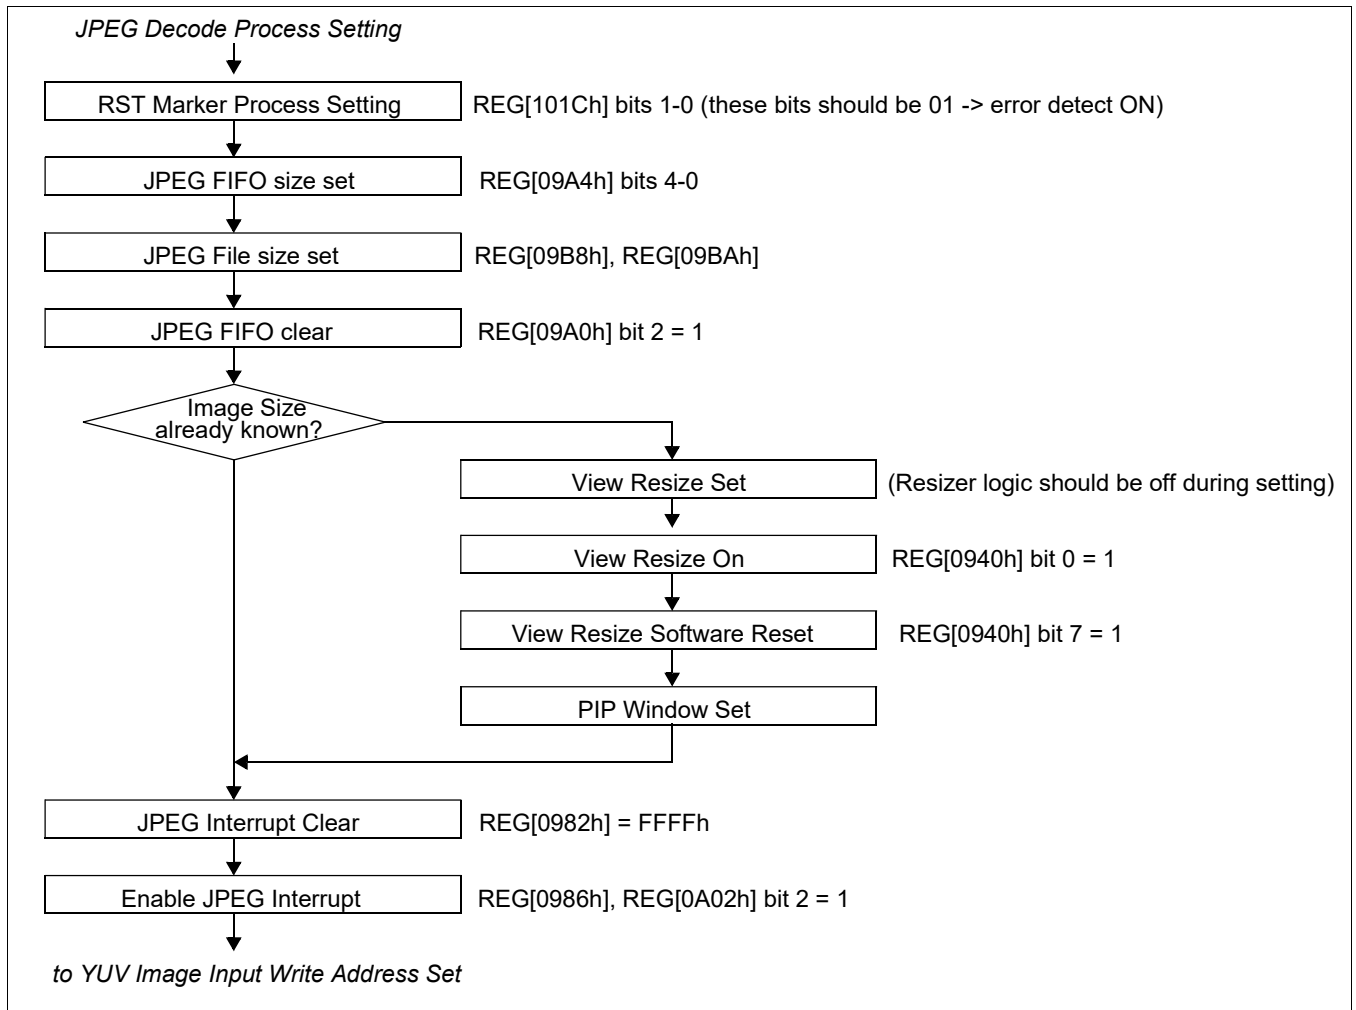 JPEG Decode Process Setting
RST Marker Process Setting REG[101Ch] bits 1-0 (these bits should be 01 -> error detect ON)
JPEG FIFO size set REG[09A4h] bits 4-0
JPEG File size set REG[09B8h], REG[09BAh]
JPEG FIFO clear REG[09A0h] bit 2 = 1
Image Size
already known?
View Resize Set (Resizer logic should be off during setting)
View Resize On REG[0940h] bit 0 = 1
View Resize Software Reset REG[0940h] bit 7 = 1
PIP Window Set
JPEG Interrupt Clear REG[0982h] = FFFFh
Enable JPEG Interrupt REG[0986h], REG[0A02h] bit 2 = 1
to YUV Image Input Write Address Set